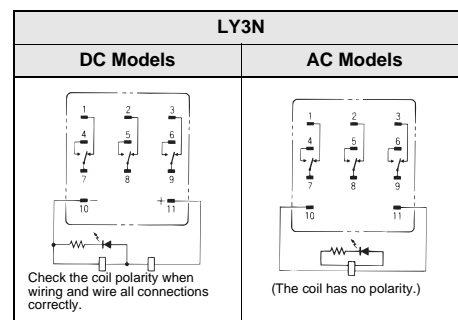 LY3N
DC Models
AC Models
1 2 3
4 5 6
7 8 9
10 − + 11
Check the coil polarity when
wiring and wire all connections
correctly.
1 2 3
4 5 6
7 8 9
10 11
(The coil has no polarity.)